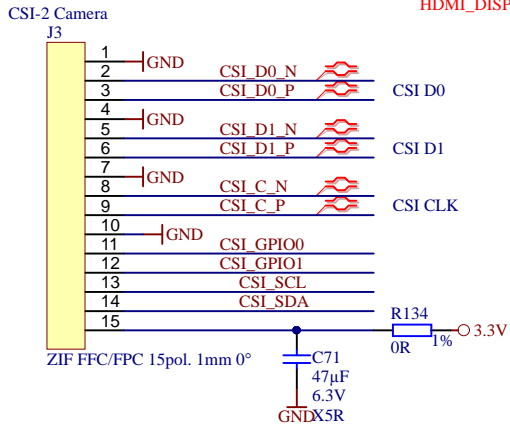 HDMI_DISP
CSI-2 Camera
J3
1
GND
2 CSI_D0_N
3 CSI_D0_P CSI D0
4
GND
5 CSI_D1_N
6 CSI_D1_P CSI D1
7
GND
8 CSI_C_N
9 CSI_C_P CSI CLK
10
GND
11 CSI_GPIO0
12 CSI_GPIO1
13 CSI_SCL
14 CSI_SDA
15
R134
3.3V
0R 1%
ZIF FFC/FPC 15pol. 1mm 0°
C71
47µF
6.3V
X5R
GND